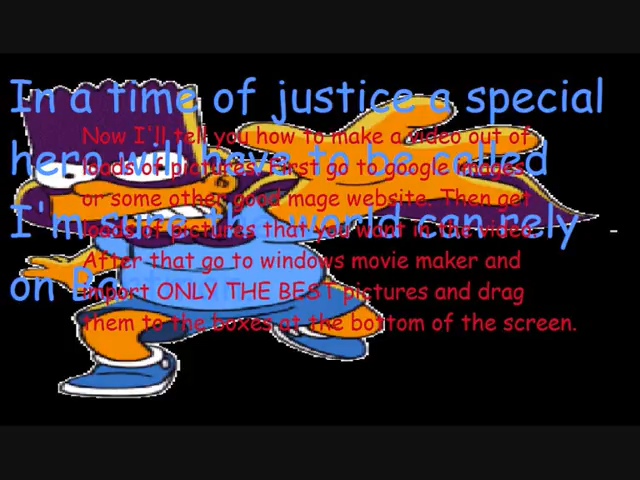 In a time of justice a special
hero will have to be called
I'm sure the world can rely
on
Now I'll tell you how to make a video out of
loads of pictures. First go to google images
or some other good mage website. Then get
loads of pictures that you want in the video.
After that go to windows movie maker and
import ONLY THE BEST pictures and drag
them to the boxes at the bottom of the screen.